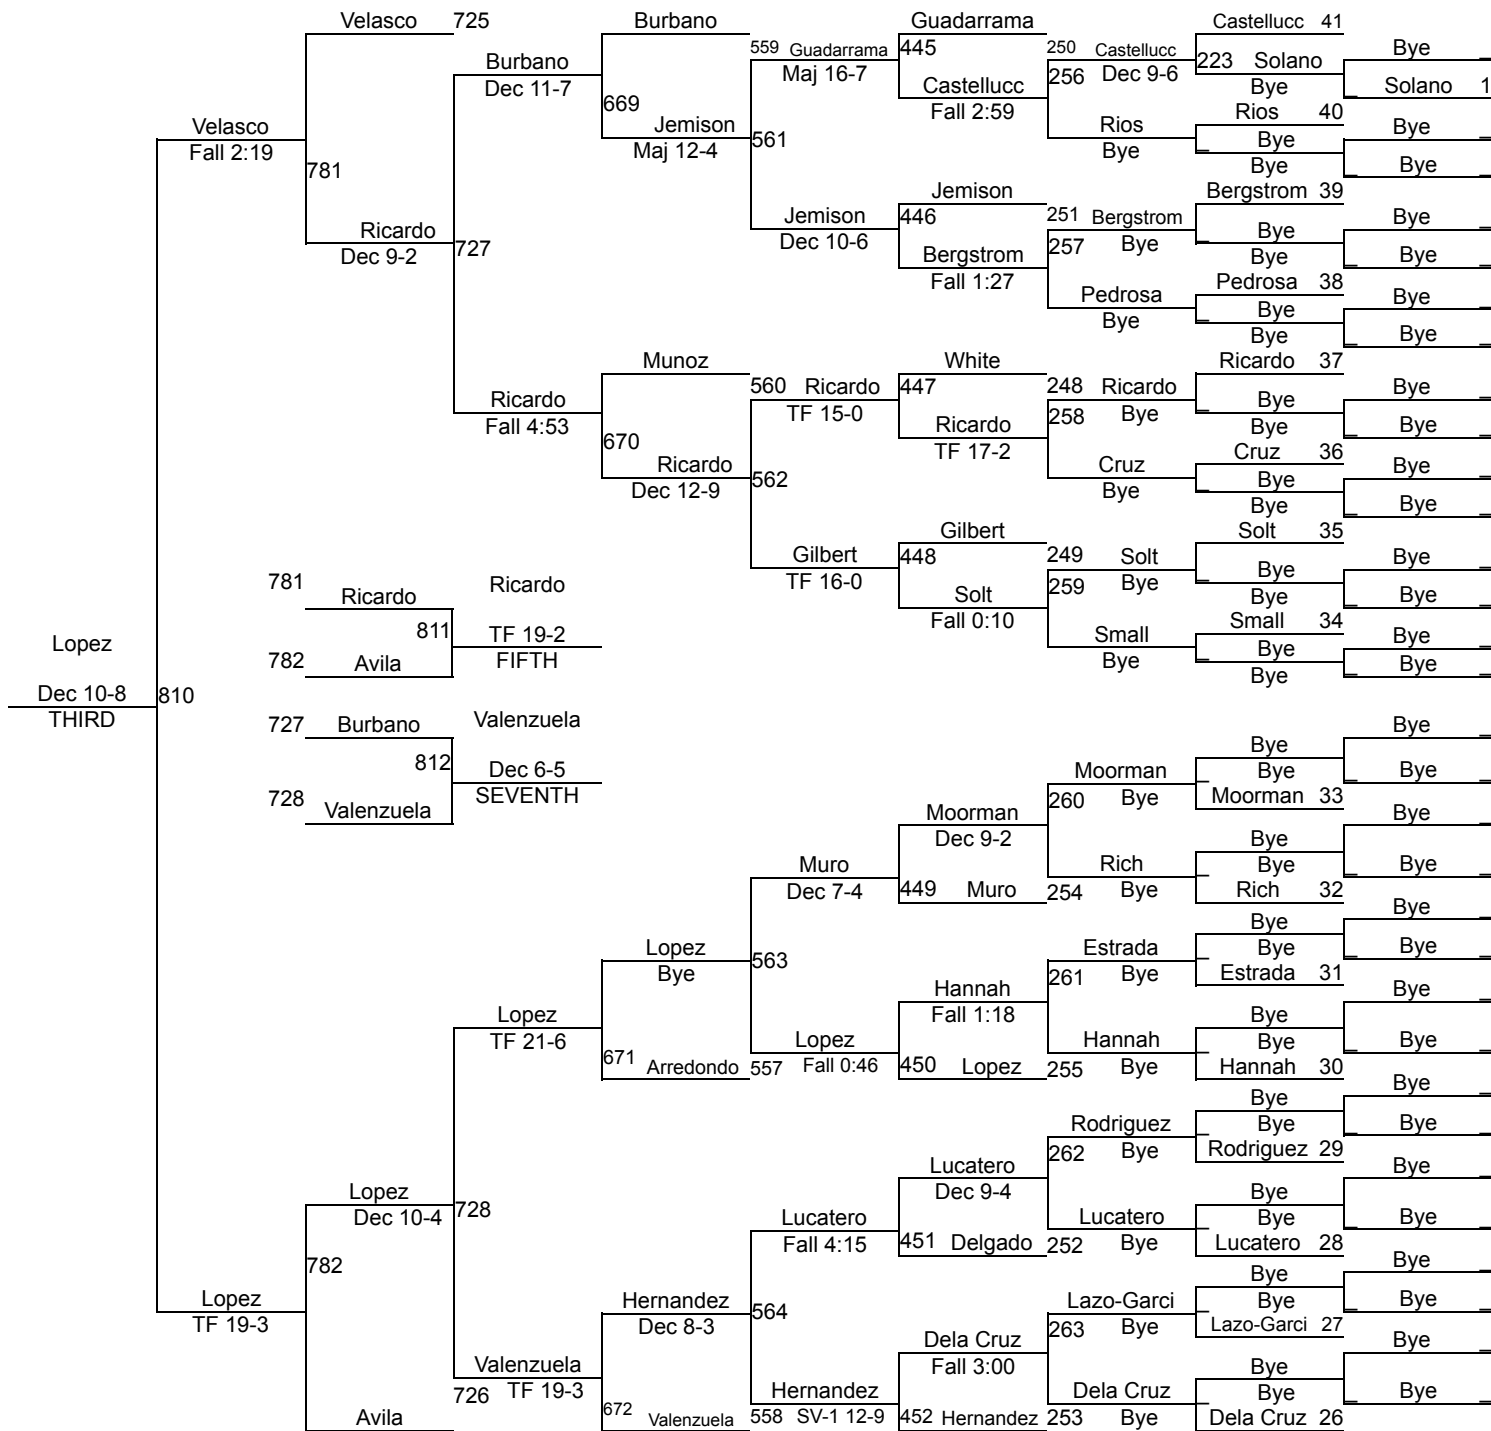 Velasco 725 Burbano Guadarrama Castellucc 41
Burbano 559 Guadarrama 445 250 Castellucc 223 Solano Bye _
Dec 11-7 Maj 16-7 256 Dec 9-6 Bye Solano 1
669 Castellucc Rios 40
Velasco Jemison 561 Fall 2:59 Rios _ Bye Bye _
Fall 2:19 Maj 12-4 Bye Bye _ Bye _
781 Jemison Bergstrom 39
Ricardo 727 Jemison 446 251 Bergstrom Bye Bye _
Dec 9-2 Dec 10-6 Bergstrom 257 Bye Bye _ Bye _
Fall 1:27 Pedrosa Pedrosa 38
Bye _ Bye Bye _
Bye _ Bye _
Munoz White Ricardo 37
Ricardo 560 Ricardo 447 248 Ricardo Bye Bye _
Fall 4:53 TF 15-0 Ricardo 258 Bye Bye _ Bye _
670 TF 17-2 Cruz 36
Ricardo 562 Cruz _ Bye Bye _
Dec 12-9 Bye Bye _ Bye _
Gilbert Solt 35
Gilbert 448 249 Solt Bye Bye _
TF 16-0 Solt 259 Bye Bye _ Bye _
781 Ricardo Ricardo Fall 0:10 Small 34
811 TF 19-2 Small _ Bye Bye _
782 Avila FIFTH Bye Bye _ Bye _
Lopez
Dec 10-8 810
THIRD
727 Burbano Valenzuela Bye _
812 Dec 6-5 Moorman Bye
728 Valenzuela SEVENTH Bye _ Bye _ Bye _
Moorman 260 Moorman 33
Dec 9-2 Bye _
Muro Rich Bye
Dec 7-4 449 Muro 254 Bye _ Bye _ Bye _
Rich 32
Lopez 563 Bye _
Bye Estrada Bye
Hannah 261 Bye _ Bye _ Bye _
Fall 1:18 Estrada 31
Lopez Bye _
TF 21-6 Lopez Hannah Bye
671 Arredondo 557 Fall 0:46 450 Lopez 255 Bye _ Bye _ Bye _
Hannah 30
Bye _
Rodriguez Bye
Lucatero 262 Bye _ Bye _ Bye _
Dec 9-4 Rodriguez 29
Lopez 728 Bye _
Dec 10-4 Lucatero Lucatero Bye
Fall 4:15 451 Delgado 252 Bye _ Bye _ Bye _
782 Lucatero 28
Lopez Hernandez 564 Bye _
TF 19-3 Dec 8-3 Lazo-Garci Bye
Dela Cruz 263 Bye _ Bye _ Bye _
Fall 3:00 Lazo-Garci 27
Valenzuela Bye _
726 TF 19-3 Hernandez Dela Cruz Bye
Avila 672 Valenzuela 558 SV-1 12-9 452 Hernandez 253 Bye _ Bye _ Bye _
Dela Cruz 26